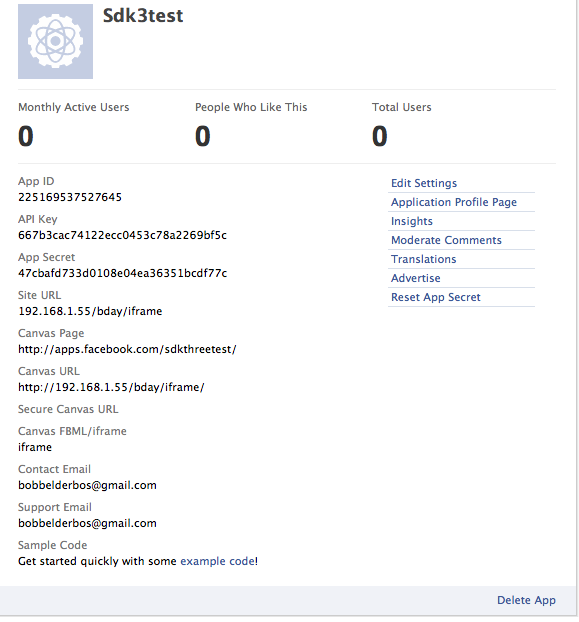 Sdk3test
Monthly Active Users People Who Like This Total Users
0 0 0
App ID
225169537527645
API Key
667b3cac74122ecc0453c78a2269bf5c
App Secret
47cbafd733d0108e04ea36351bcdf77c
Site URL
192.168.1.55/bday/iframe
Canvas Page
http://apps.facebook.com/sdkthreetest/
Canvas URL
http://192.168.1.55/bday/iframe/
Secure Canvas URL
Canvas FBML/iframe
iframe
Contact Email
bobbelderbos@gmail.com
Support Email
bobbelderbos@gmail.com
Sample Code
Get started quickly with some example code!
Edit Settings
Application Profile Page
Insights
Moderate Comments
Translations
Advertise
Reset App Secret
Delete App